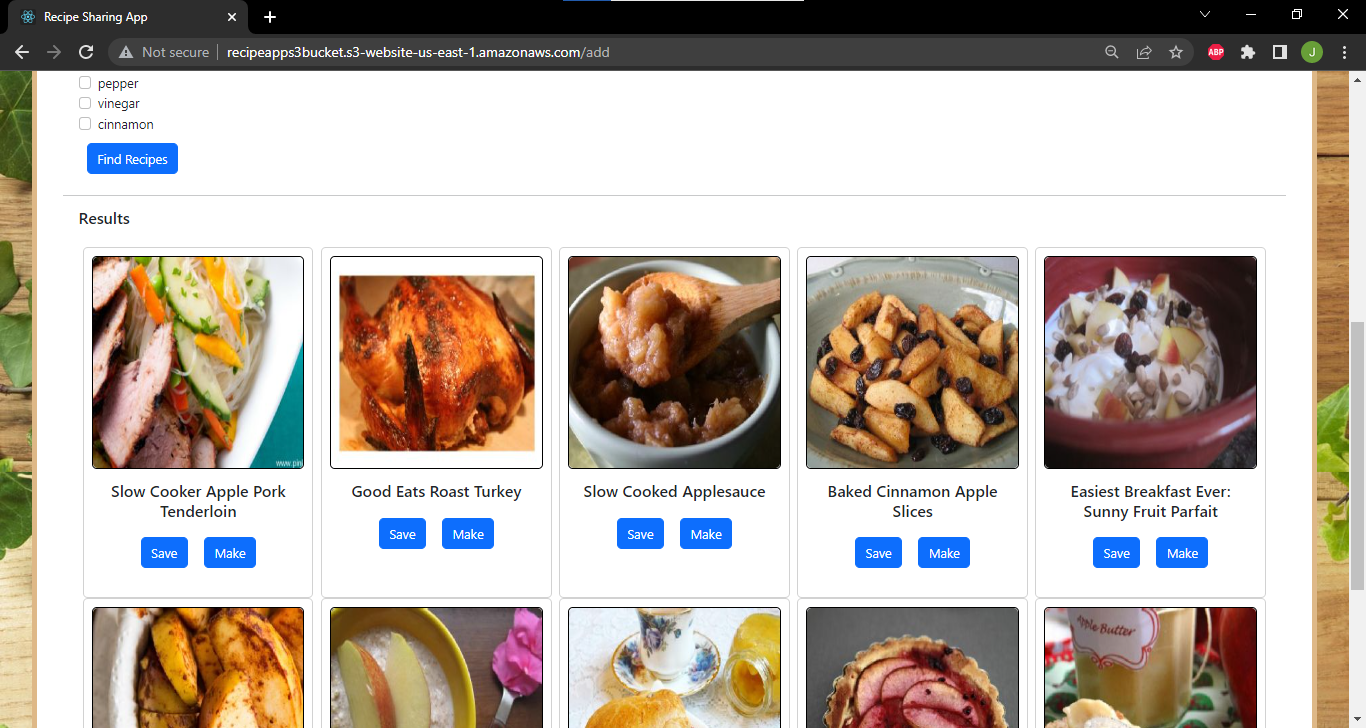 Recipe Sharing App
Not secure
recipeapps3bucket.s3-website-us-east-1.amazonaws.com/add
ABP
J
pepper
vinegar
cinnamon
Find Recipes
Results
Slow Cooker Apple Pork
Tenderloin
Save Make
Good Eats Roast Turkey
Save Make
Slow Cooked Applesauce
Save Make
Baked Cinnamon Apple
Slices
Save Make
Easiest Breakfast Ever:
Sunny Fruit Parfait
Save Make
Apple Butter